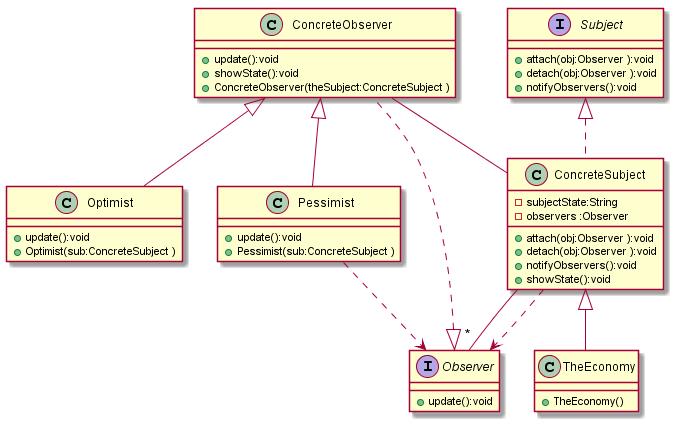 C ConcreteObserver
update():void
showState():void
ConcreteObserver(theSubject:ConcreteSubject )
I Subject
attach(obj:Observer ):void
detach(obj:Observer ):void
notifyObservers():void
C Optimist
update():void
Optimist(sub:ConcreteSubject )
C Pessimist
update():void
Pessimist(sub:ConcreteSubject )
C ConcreteSubject
subjectState:String
observers :Observer
attach(obj:Observer ):void
detach(obj:Observer ):void
notifyObservers():void
showState():void
*
I Observer
update():void
C TheEconomy
TheEconomy()